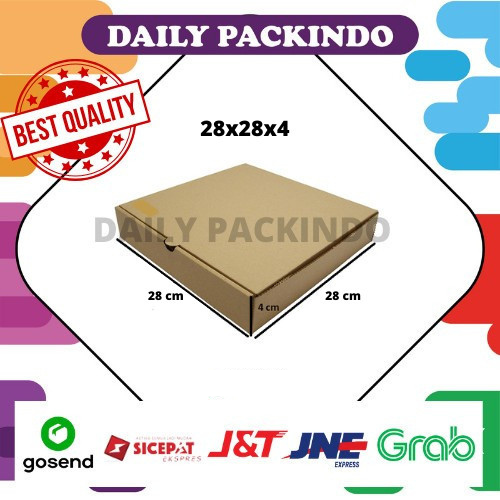 DAILY PACKINDO
BEST QUALITY
28x28x4
DAILY PACKINDO
28 cm
4 cm
28 cm
gosend
SICEPAT
EKSPRES
J&T
JNE
EXPRESS
Grab